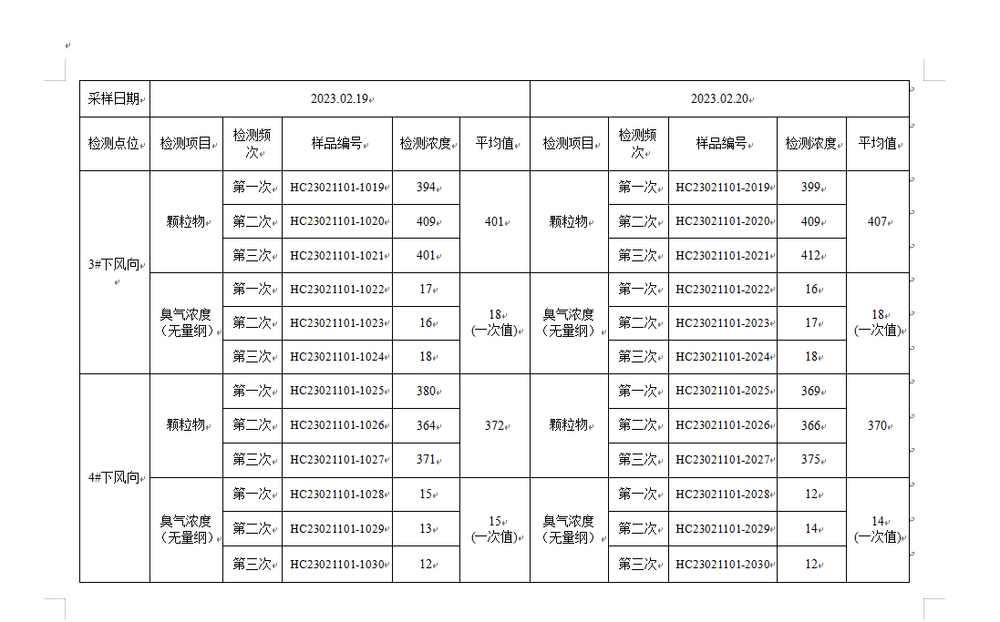 采样日期 2023.02.19 2023.02.20
检测点位 检测项目 检测频次 样品编号 检测浓度 平均值 检测项目 检测频次 样品编号 检测浓度 平均值
3#下风向 颗粒物 第一次 HC23021101-1019 394 401 颗粒物 第一次 HC23021101-2019 399 407
第二次 HC23021101-1020 409 第二次 HC23021101-2020 409
第三次 HC23021101-1021 401 第三次 HC23021101-2021 412
臭气浓度（无量纲） 第一次 HC23021101-1022 17 18(一次值) 臭气浓度（无量纲） 第一次 HC23021101-2022 16 18(一次值)
第二次 HC23021101-1023 16 第二次 HC23021101-2023 17
第三次 HC23021101-1024 18 第三次 HC23021101-2024 18
4#下风向 颗粒物 第一次 HC23021101-1025 380 372 颗粒物 第一次 HC23021101-2025 369 370
第二次 HC23021101-1026 364 第二次 HC23021101-2026 366
第三次 HC23021101-1027 371 第三次 HC23021101-2027 375
臭气浓度（无量纲） 第一次 HC23021101-1028 15 15(一次值) 臭气浓度（无量纲） 第一次 HC23021101-2028 12 14(一次值)
第二次 HC23021101-1029 13 第二次 HC23021101-2029 14
第三次 HC23021101-1030 12 第三次 HC23021101-2030 12